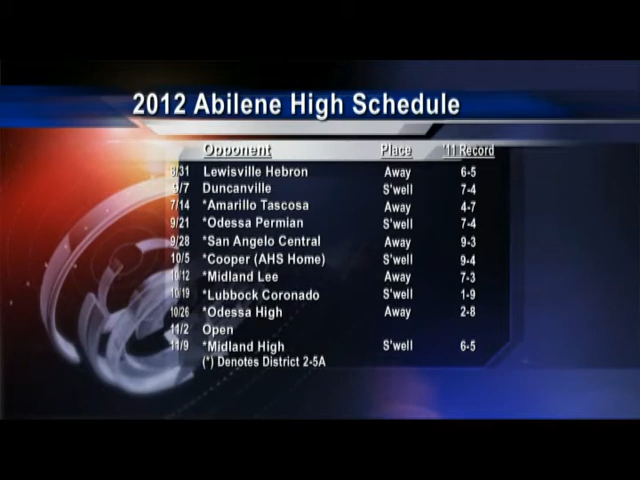 2012 Abilene High Schedule
Opponent Place '11 Record
8/31 Lewisville Hebron Away 6-5
9/7 Duncanville S'well 7-4
7/14 *Amarillo Tascosa Away 4-7
9/21 *Odessa Permian S'well 7-4
9/28 *San Angelo Central Away 9-3
10/5 *Cooper (AHS Home) S'well 9-4
10/12 *Midland Lee Away 7-3
10/19 *Lubbock Coronado S'well 1-9
10/26 *Odessa High Away 2-8
11/2 Open
11/9 *Midland High S'well 6-5
(*) Denotes District 2-5A